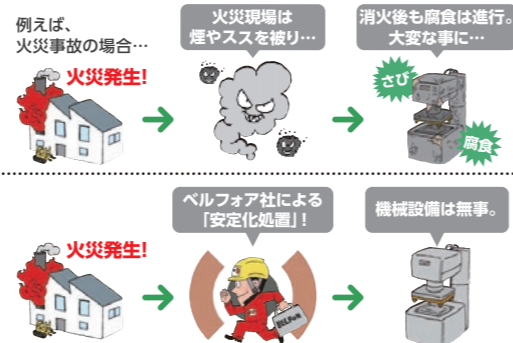 例えば、
火災事故の場合…
火災発生!
火災現場は
煙やススを被り…
消火後も腐食は進行。
大変な事に…
さび
腐食
火災発生!
ベルフォア社による
「安定化処置」!
機械設備は無事。
BELFOR